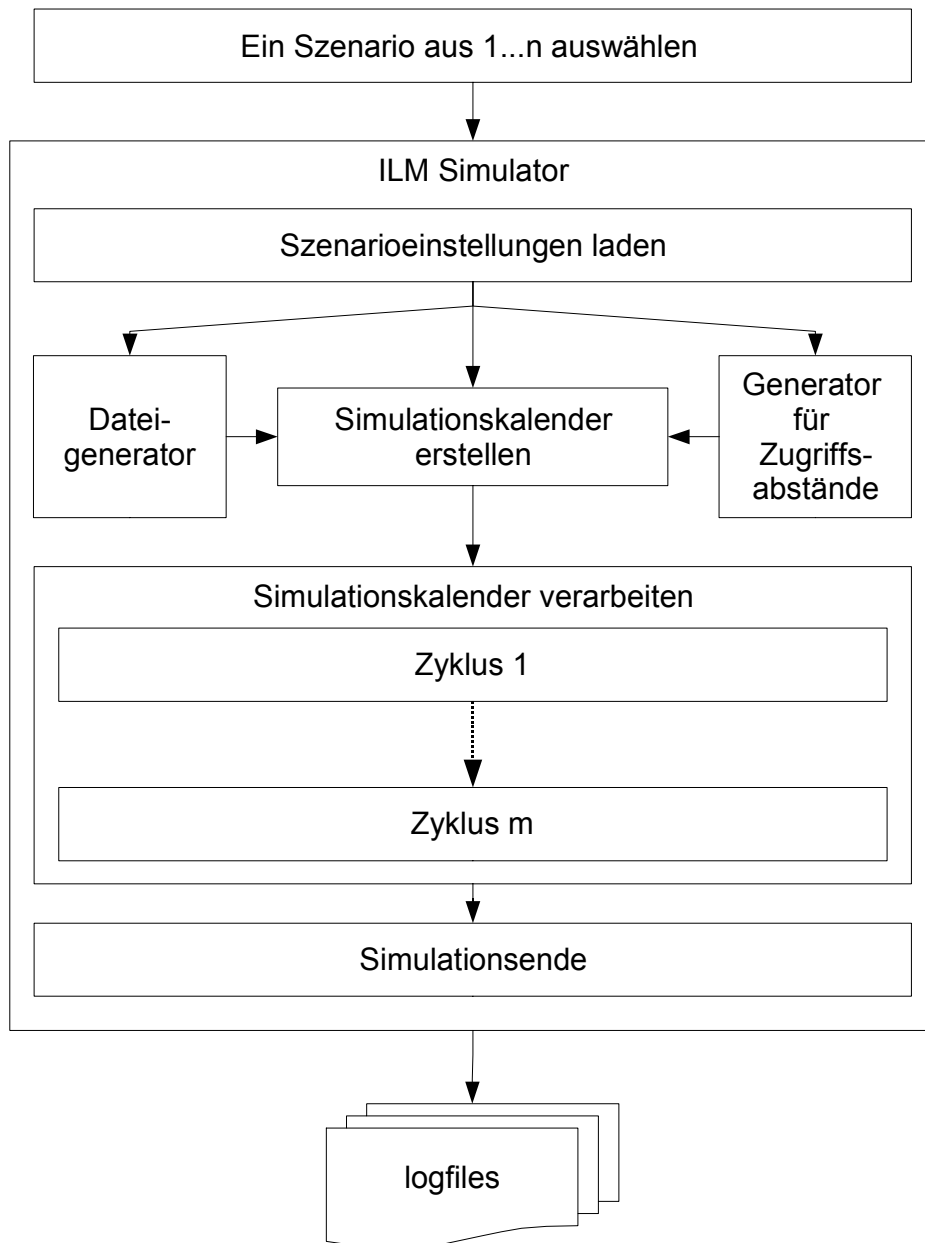 Ein Szenario aus 1...n auswählen
ILM Simulator
Szenarioeinstellungen laden
Datei-
generator
Simulationskalender
erstellen
Generator
für
Zugriffs-
abstände
Simulationskalender verarbeiten
Zyklus 1
Zyklus m
Simulationsende
logfiles